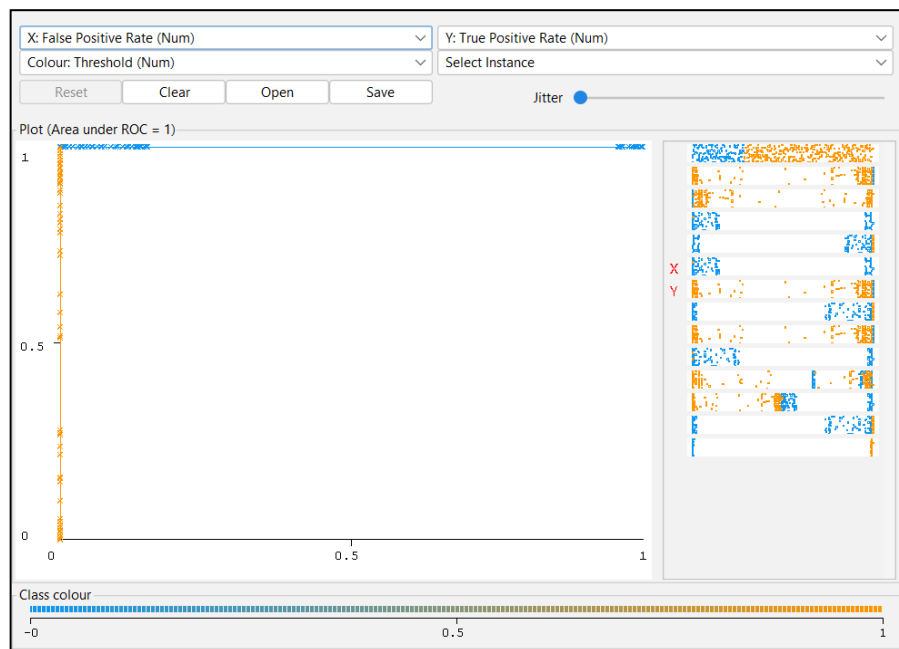 X: False Positive Rate (Num) Y: True Positive Rate (Num)
Colour: Threshold (Num) Select Instance
Reset Clear Open Save Jitter
Plot (Area under ROC = 1)
1
X
Y
0.5
0
0 0.5 1
Class colour
-0 0.5 1